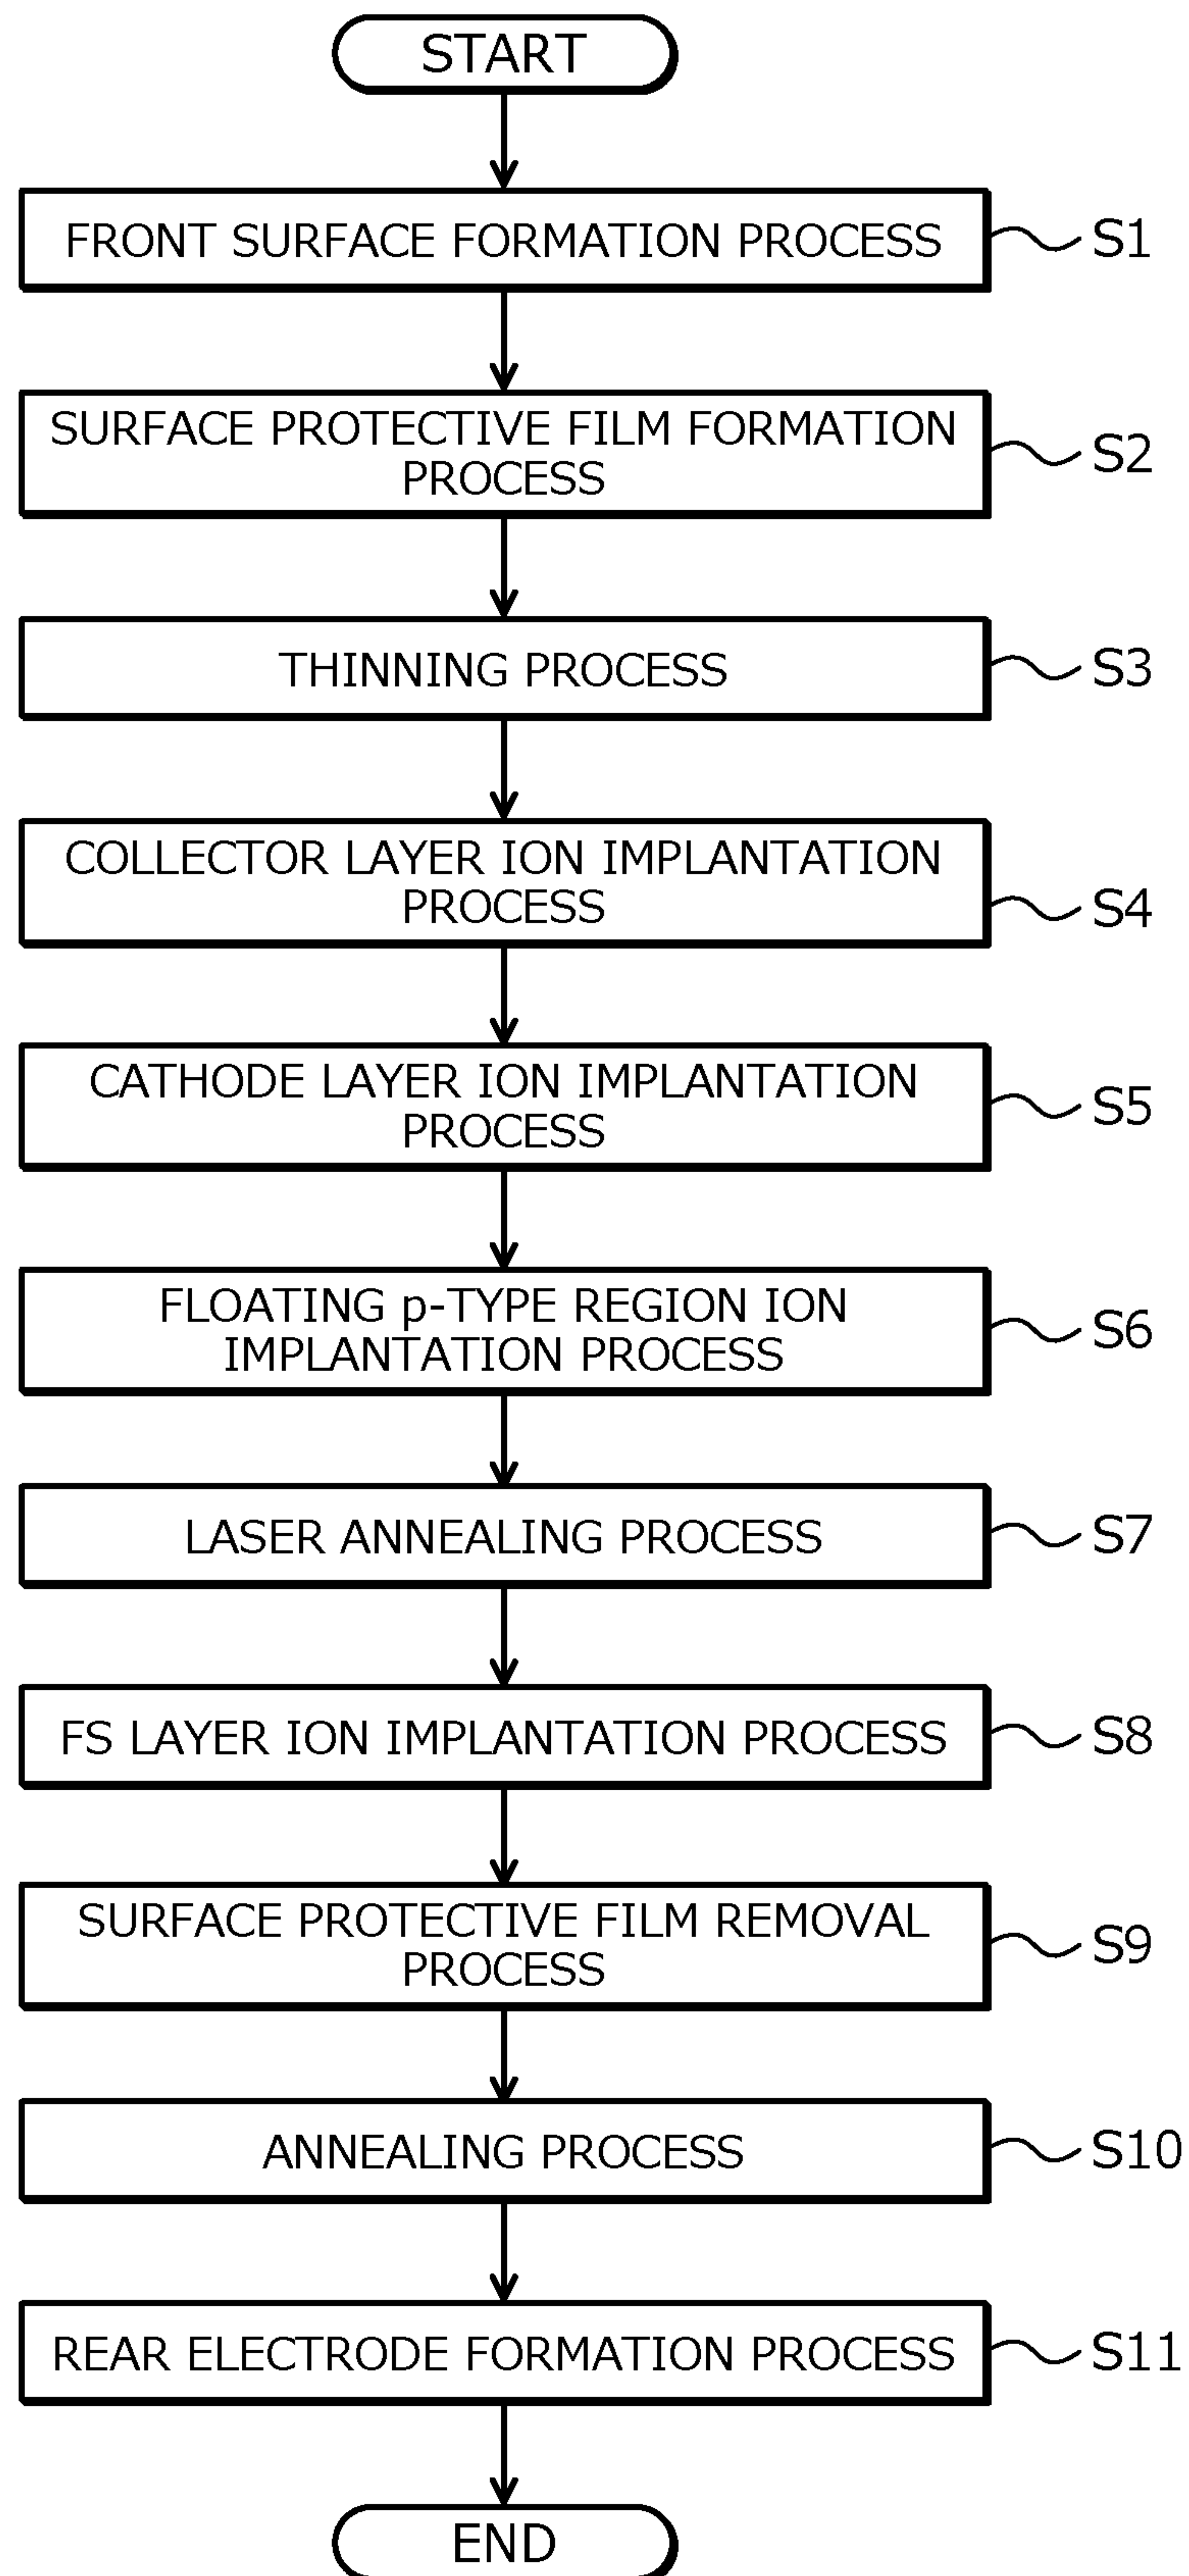 START
FRONT SURFACE FORMATION PROCESS
S1
SURFACE PROTECTIVE FILM FORMATION
PROCESS
S2
THINNING PROCESS
S3
COLLECTOR LAYER ION IMPLANTATION
PROCESS
S4
CATHODE LAYER ION IMPLANTATION
PROCESS
S5
FLOATING p-TYPE REGION ION
IMPLANTATION PROCESS
S6
LASER ANNEALING PROCESS
S7
FS LAYER ION IMPLANTATION PROCESS
S8
SURFACE PROTECTIVE FILM REMOVAL
PROCESS
S9
ANNEALING PROCESS
S10
REAR ELECTRODE FORMATION PROCESS
S11
END